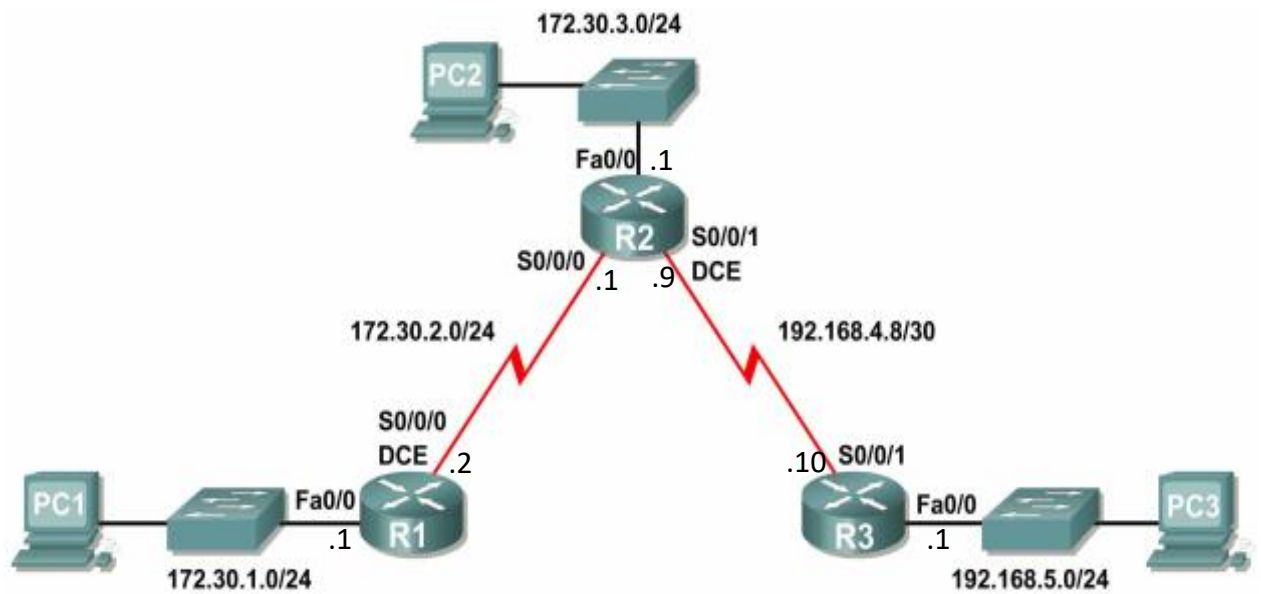 172.30.3.0/24
PC2
Fa0/0 .1
R2
S0/0/1
DCE
S0/0/0
.1
.9
172.30.2.0/24
192.168.4.8/30
S0/0/0
DCE
.2
.10
S0/0/1
PC1
Fa0/0
.1
R1
R3
Fa0/0
.1
PC3
172.30.1.0/24
192.168.5.0/24